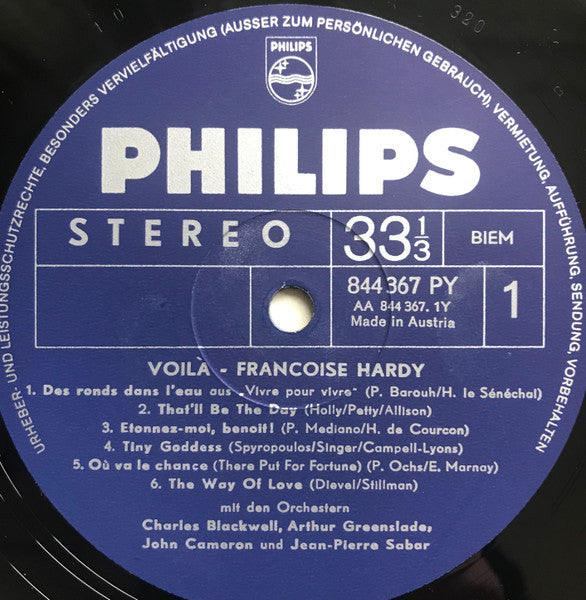 320
URHEBER- UND LEISTUNGSSCHUTZRECHTE, BESONDERS VERVIELFÄLTIGUNG (AUSSER ZUM PERSÖNLICHEN GEBRAUCH), VERMIETUNG, AUFFÜHRUNG, SENDUNG, VORBEHALTEN
PHILIPS
PHILIPS
STEREO 33 1/3 BIEM
844 367 PY 1
AA 844 367. 1Y
Made in Austria
VOILÀ - FRANCOISE HARDY
1. Des ronds dans l'eau aus „Vivre pour vivre" (P. Barouh/H. le Sénéchal)
2. That'll Be The Day (Holly/Petty/Allison)
3. Etonnez-moi, benoit! (P. Mediano/H. de Courcon)
4. Tiny Goddess (Spyropoulos/Singer/Campell-Lyons)
5. Où va le chance (There Put For Fortune) (P. Ochs/E. Marnay)
6. The Way Of Love (Dievel/Stillman)
mit den Orchestern
Charles Blackwell, Arthur Greenslade,
John Cameron und Jean-Pierre Sabar